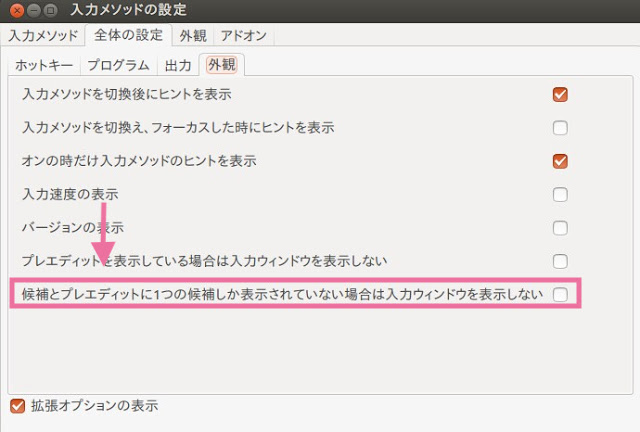 入力メソッドの設定
入力メソッド 全体の設定 外観 アドオン
ホットキー プログラム 出力 外観
入力メソッドを切換後にヒントを表示
入力メソッドを切換え、フォーカスした時にヒントを表示
オンの時だけ入力メソッドのヒントを表示
入力速度の表示
バージョンの表示
プレエディットを表示している場合は入力ウィンドウを表示しない
候補とプレエディットに1つの候補しか表示されていない場合は入力ウィンドウを表示しない
拡張オプションの表示